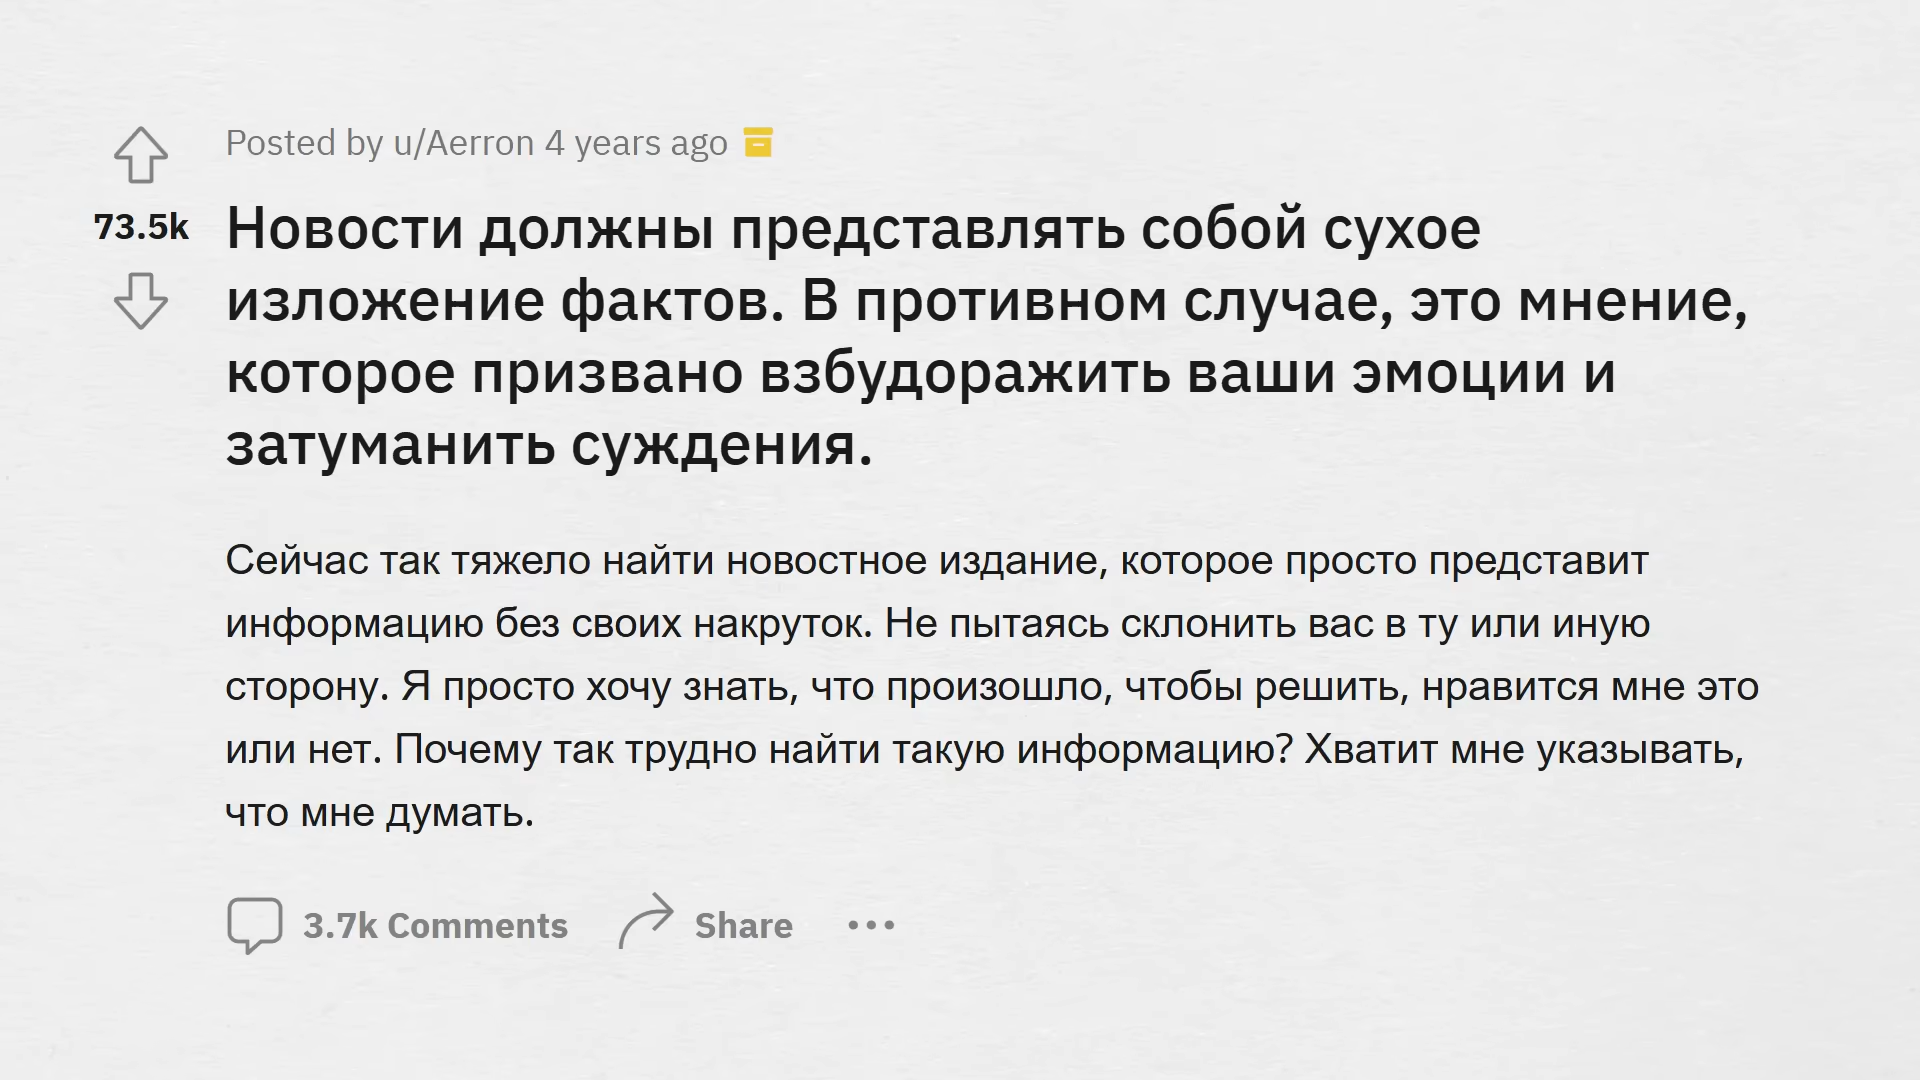 Posted by u/Aerron 4 years ago
73.5k
Новости должны представлять собой сухое
изложение фактов. В противном случае, это мнение,
которое призвано взбудоражить ваши эмоции и
затуманить суждения.
Сейчас так тяжело найти новостное издание, которое просто представит
информацию без своих накруток. Не пытаясь склонить вас в ту или иную
сторону. Я просто хочу знать, что произошло, чтобы решить, нравится мне это
или нет. Почему так трудно найти такую информацию? Хватит мне указывать,
что мне думать.
3.7k Comments Share